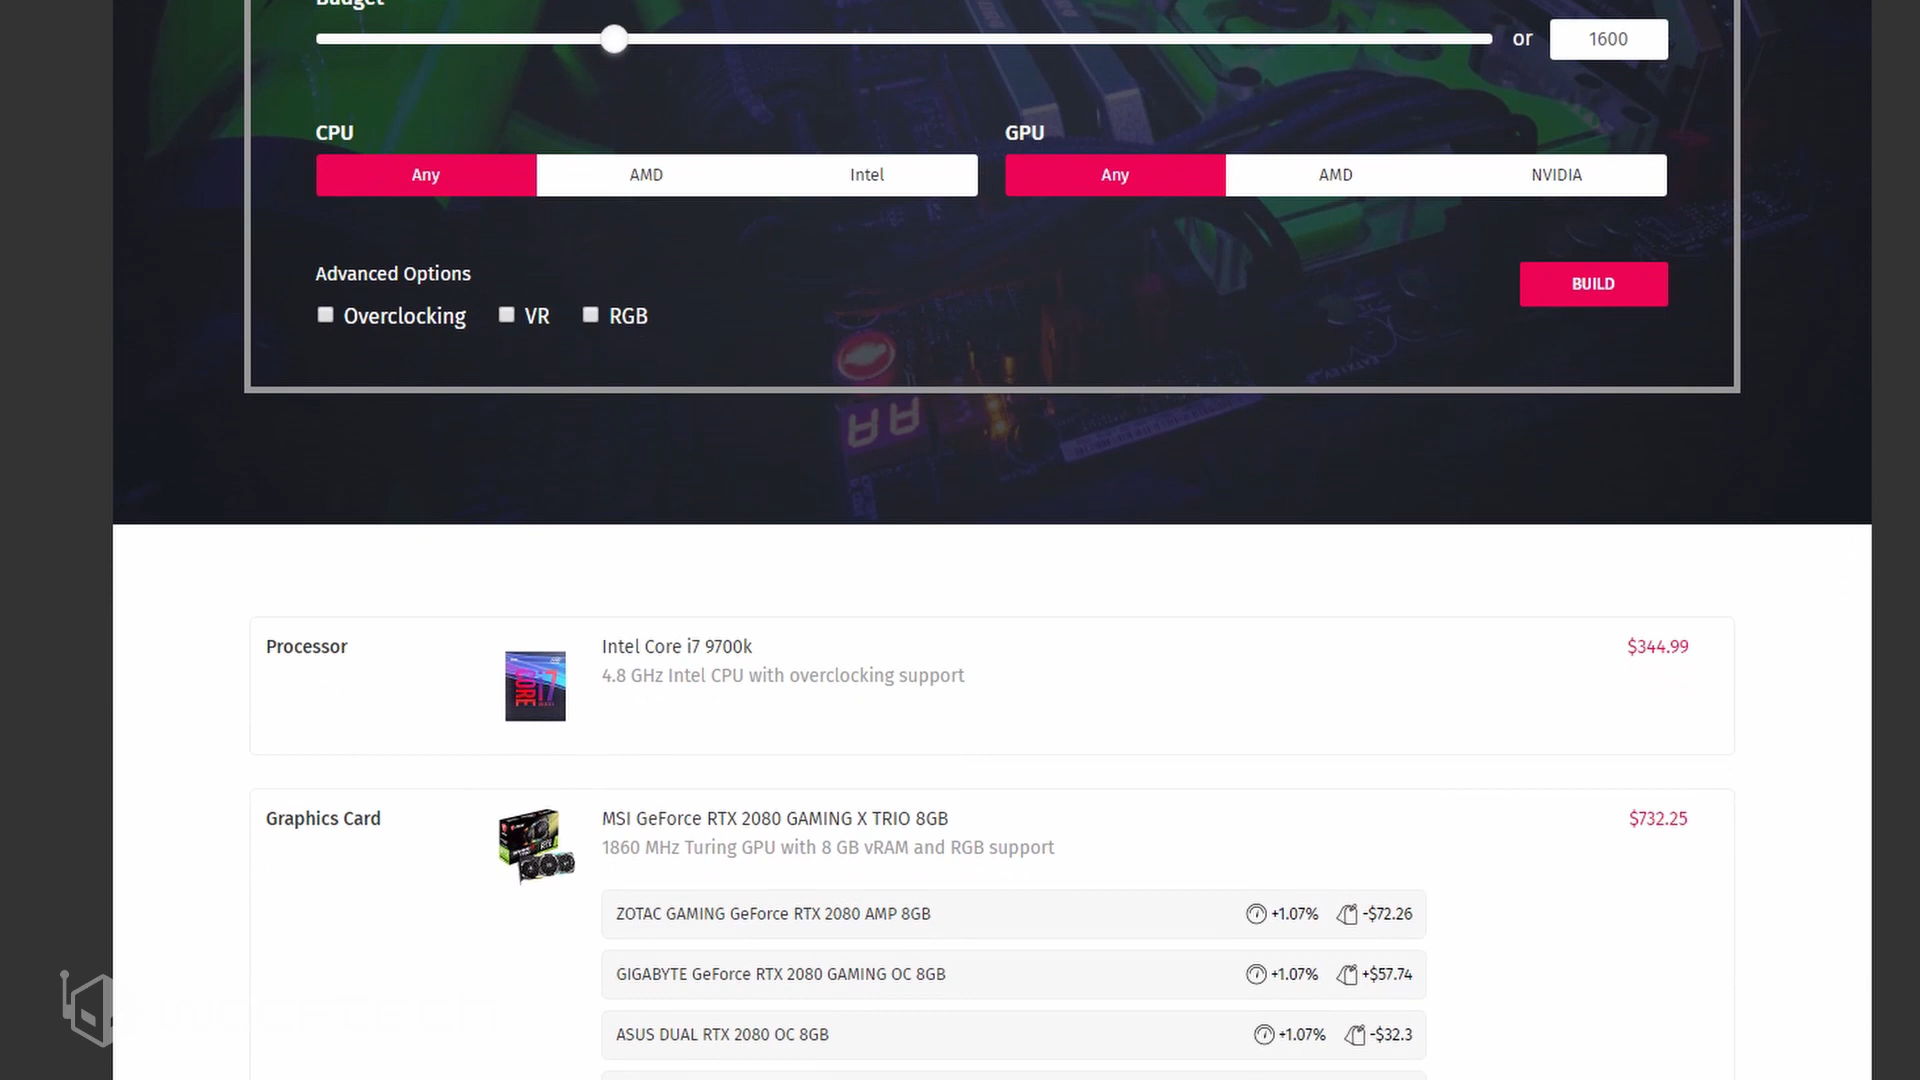 Budget
or 1600
CPU
GPU
Any AMD Intel
Any AMD NVIDIA
Advanced Options
Overclocking VR RGB
BUILD
AA
Processor
Intel Core i7 9700k
$344.99
4.8 GHz Intel CPU with overclocking support
CORE i7
Graphics Card
MSI GeForce RTX 2080 GAMING X TRIO 8GB
$732.25
1860 MHz Turing GPU with 8 GB vRAM and RGB support
ZOTAC GAMING GeForce RTX 2080 AMP 8GB +1.07% -$72.26
GIGABYTE GeForce RTX 2080 GAMING OC 8GB +1.07% +$57.74
ASUS DUAL RTX 2080 OC 8GB +1.07% -$32.3